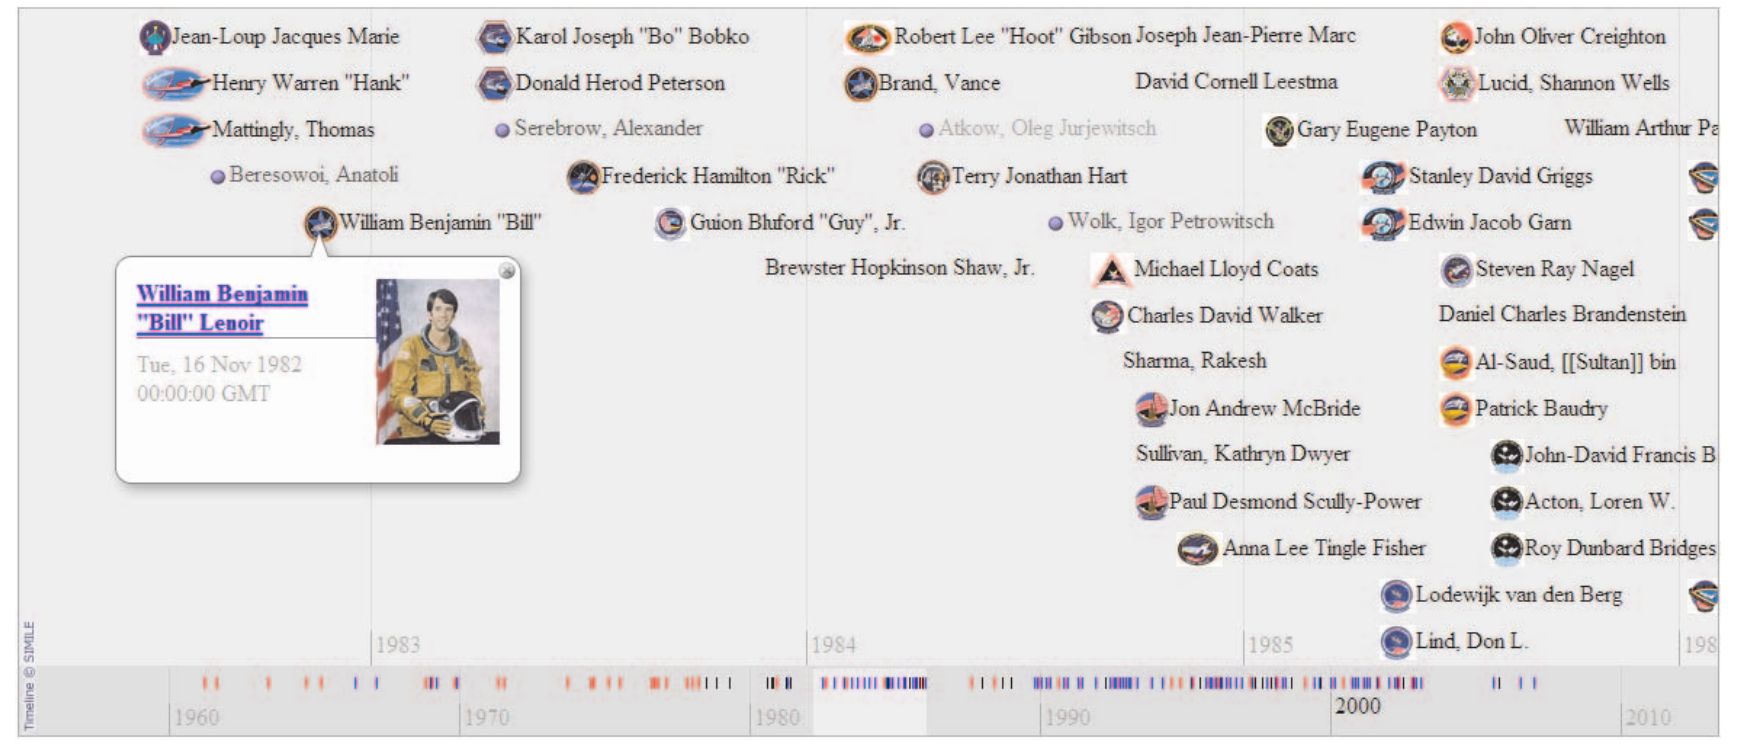 Jean-Loup Jacques Marie
Karol Joseph "Bo" Bobko
Robert Lee "Hoot" Gibson
Joseph Jean-Pierre Marc
John Oliver Creighton
Henry Warren "Hank"
Donald Herod Peterson
Brand, Vance
David Cornell Leestma
Lucid, Shannon Wells
Mattingly, Thomas
Serebrow, Alexander
Atkow, Oleg Jurjewitsch
Gary Eugene Payton
William Arthur Pa
Beresowoi, Anatoli
Frederick Hamilton "Rick"
Terry Jonathan Hart
Stanley David Griggs
William Benjamin "Bill"
Guion Bluford "Guy", Jr.
Wolk, Igor Petrowitsch
Edwin Jacob Garn
Brewster Hopkinson Shaw, Jr.
Michael Lloyd Coats
Steven Ray Nagel
William Benjamin
"Bill" Lenoir
Tue, 16 Nov 1982
00:00:00 GMT
Charles David Walker
Daniel Charles Brandenstein
Sharma, Rakesh
Al-Saud, [[Sultan]] bin
Jon Andrew McBride
Patrick Baudry
Sullivan, Kathryn Dwyer
John-David Francis B
Paul Desmond Scully-Power
Acton, Loren W.
Anna Lee Tingle Fisher
Roy Dunbard Bridges
Lodewijk van den Berg
Lind, Don L.
1983
1984
1985
198
Timeline © SIMILE
1960
1970
1980
1990
2000
2010